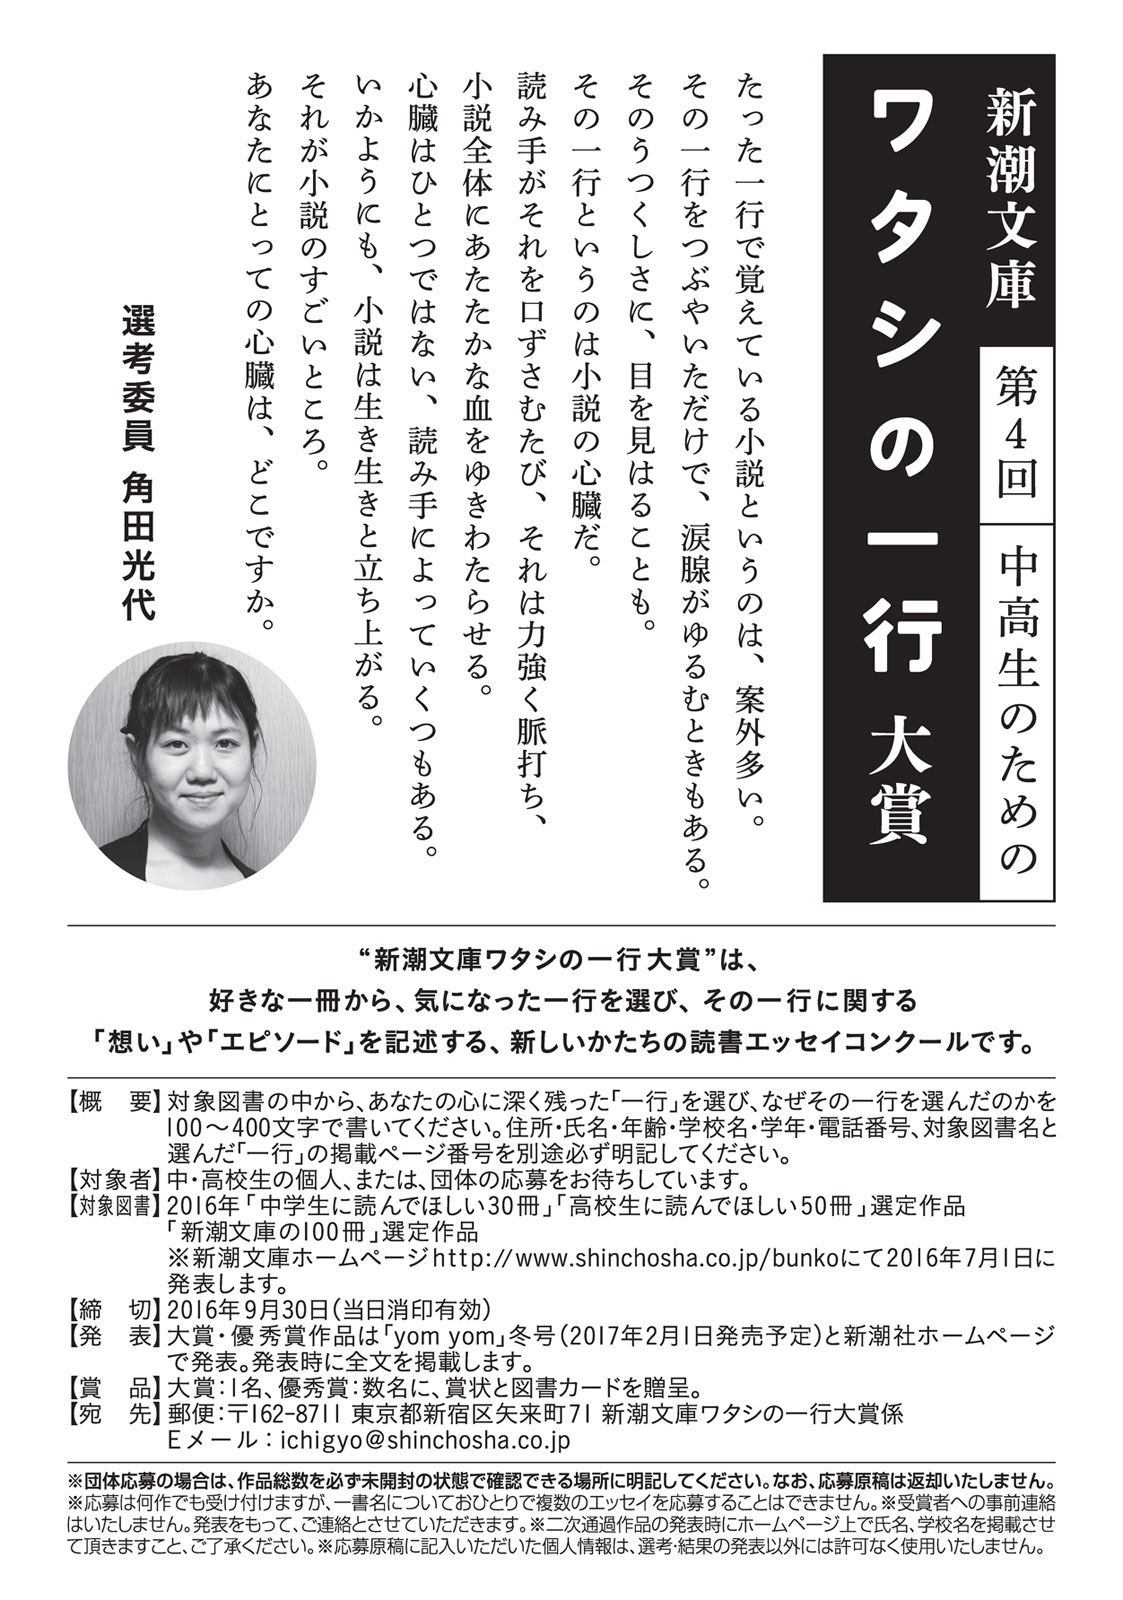 新潮文庫
第4回
中高生のための
ワタシの一行大賞
たった一行で覚えている小説というのは、案外多い。
その一行をつぶやいただけで、涙腺がゆるむときもある。
そのうつくしさに、目を見はることも。
その一行というのは小説の心臓だ。
読み手がそれを口ずさむたび、それは力強く脈打ち、
小説全体にあたたかな血をゆきわたらせる。
心臓はひとつではない、読み手によっていくつもある。
いかようにも、小説は生き生きと立ち上がる。
それが小説のすごいところ。
あなたにとっての心臓は、どこですか。
選考委員 角田光代
“新潮文庫ワタシの一行大賞”は、
好きな一冊から、気になった一行を選び、その一行に関する
「想い」や「エピソード」を記述する、新しいかたちの読書エッセイコンクールです。
【概　要】対象図書の中から、あなたの心に深く残った「一行」を選び、なぜその一行を選んだのかを
100〜400文字で書いてください。住所・氏名・年齢・学校名・学年・電話番号、対象図書名と
選んだ「一行」の掲載ページ番号を別途必ず明記してください。
【対象者】中・高校生の個人、または、団体の応募をお待ちしています。
【対象図書】2016年「中学生に読んでほしい30冊」「高校生に読んでほしい50冊」選定作品
「新潮文庫の100冊」選定作品
※新潮文庫ホームページhttp://www.shinchosha.co.jp/bunkoにて2016年7月1日に
発表します。
【締　切】2016年9月30日(当日消印有効)
【発　表】大賞・優秀賞作品は「yom yom」冬号(2017年2月1日発売予定)と新潮社ホームページ
で発表。発表時に全文を掲載します。
【賞　品】大賞：1名、優秀賞：数名に、賞状と図書カードを贈呈。
【宛　先】郵便：〒162-8711 東京都新宿区矢来町71 新潮文庫ワタシの一行大賞係
Eメール：ichigyo@shinchosha.co.jp
※団体応募の場合は、作品総数を必ず未開封の状態で確認できる場所に明記してください。なお、応募原稿は返却いたしません。
※応募は何作でも受け付けますが、一書名についておひとりで複数のエッセイを応募することはできません。※受賞者への事前連絡
はいたしません。発表をもって、ご連絡とさせていただきます。※二次通過作品の発表時にホームページ上で氏名、学校名を掲載させ
て頂きますこと、ご了承ください。※応募原稿に記入いただいた個人情報は、選考・結果の発表以外には許可なく使用いたしません。